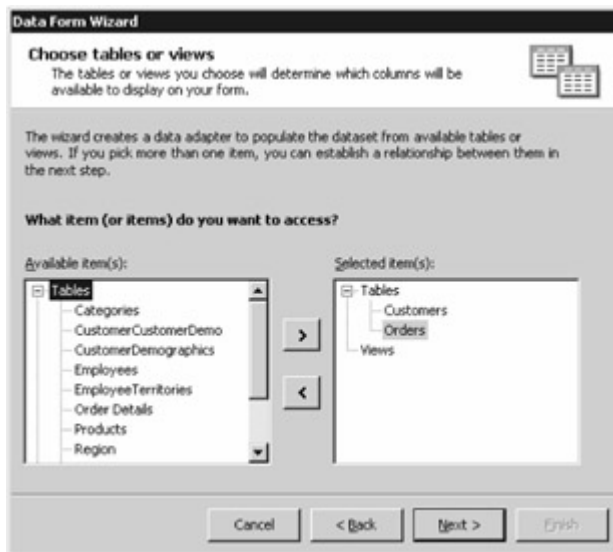 Data Form Wizard
Choose tables or views
The tables or views you choose will determine which columns will be
available to display on your form.
The wizard creates a data adapter to populate the dataset from available tables or
views. If you pick more than one item, you can establish a relationship between them in
the next step.
What item (or items) do you want to access?
Available item(s):
Tables
Categories
CustomerCustomerDemo
CustomerDemographics
Employees
EmployeeTerritories
Order Details
Products
Region
>
<
Selected item(s):
Tables
Customers
Orders
Views
Cancel
< Back
Next >
Finish